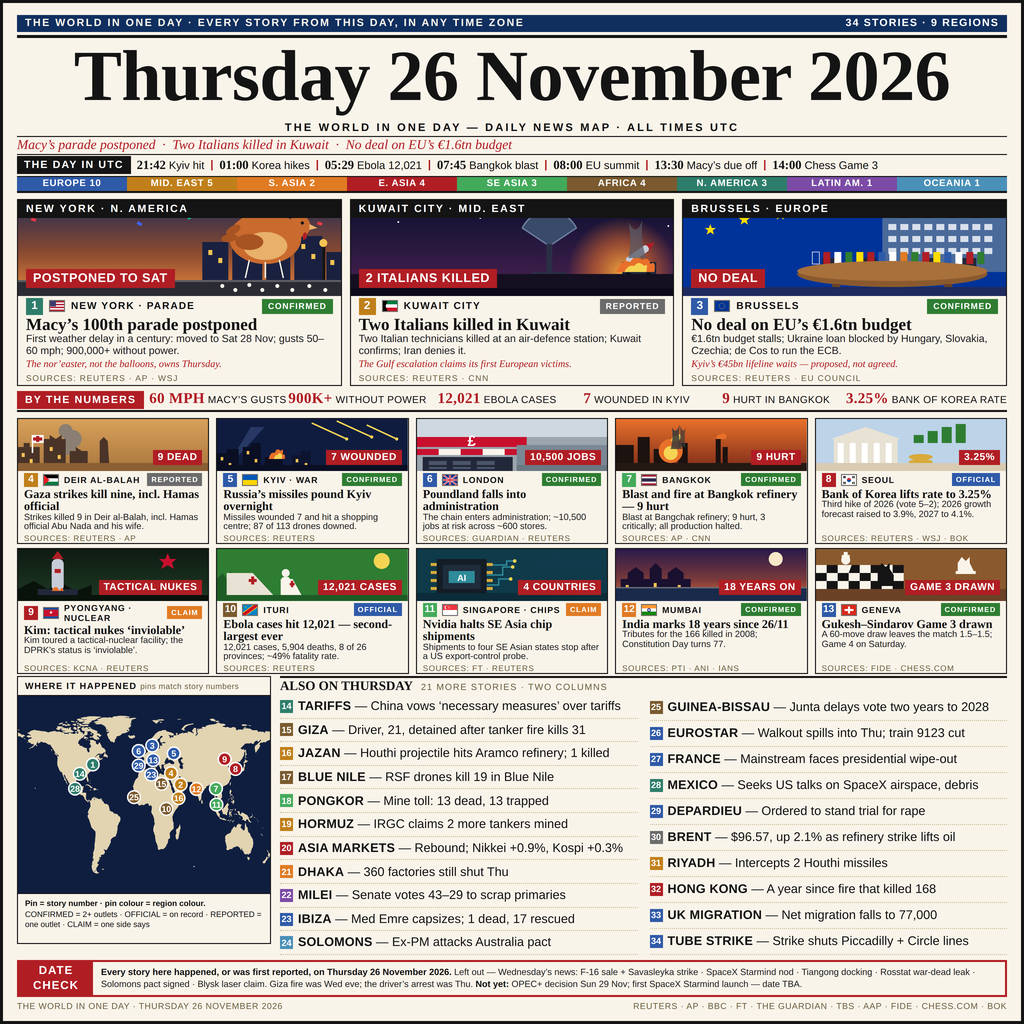 THE WORLD IN ONE DAY · EVERY STORY FROM THIS DAY, IN ANY TIME ZONE
34 STORIES · 9 REGIONS
Thursday 26 November 2026
THE WORLD IN ONE DAY — DAILY NEWS MAP · ALL TIMES UTC
Macy’s parade postponed · Two Italians killed in Kuwait · No deal on EU’s €1.6tn budget
THE DAY IN UTC 21:42 Kyiv hit | 01:00 Korea hikes | 05:29 Ebola 12,021 | 07:45 Bangkok blast | 08:00 EU summit | 13:30 Macy’s due off | 14:00 Chess Game 3
EUROPE 10 MID. EAST 5 S. ASIA 2 E. ASIA 4 SE ASIA 3 AFRICA 4 N. AMERICA 3 LATIN AM. 1 OCEANIA 1
NEW YORK · N. AMERICA
POSTPONED TO SAT
1 NEW YORK · PARADE CONFIRMED
Macy’s 100th parade postponed
First weather delay in a century: moved to Sat 28 Nov; gusts 50–
60 mph; 900,000+ without power.
The nor’easter, not the balloons, owns Thursday.
SOURCES: REUTERS · AP · WSJ
KUWAIT CITY · MID. EAST
2 ITALIANS KILLED
2 KUWAIT CITY REPORTED
Two Italians killed in Kuwait
Two Italian technicians killed at an air-defence station; Kuwait
confirms; Iran denies it.
The Gulf escalation claims its first European victims.
SOURCES: REUTERS · CNN
BRUSSELS · EUROPE
NO DEAL
3 BRUSSELS CONFIRMED
No deal on EU’s €1.6tn budget
€1.6tn budget stalls; Ukraine loan blocked by Hungary, Slovakia,
Czechia; de Cos to run the ECB.
Kyiv’s €45bn lifeline waits — proposed, not agreed.
SOURCES: REUTERS · EU COUNCIL
BY THE NUMBERS 60 MPH MACY’S GUSTS 900K+ WITHOUT POWER 12,021 EBOLA CASES 7 WOUNDED IN KYIV 9 HURT IN BANGKOK 3.25% BANK OF KOREA RATE
9 DEAD
4 DEIR AL-BALAH REPORTED
Gaza strikes kill nine, incl. Hamas
official
Strikes killed 9 in Deir al-Balah, incl. Hamas
official Abu Nada and his wife.
SOURCES: REUTERS · AP
7 WOUNDED
5 KYIV · WAR CONFIRMED
Russia’s missiles pound Kyiv
overnight
Missiles wounded 7 and hit a shopping
centre; 87 of 113 drones downed.
SOURCES: REUTERS
£
10,500 JOBS
6 LONDON CONFIRMED
Poundland falls into
administration
The chain enters administration; ~10,500
jobs at risk across ~600 stores.
SOURCES: GUARDIAN · REUTERS
9 HURT
7 BANGKOK CONFIRMED
Blast and fire at Bangkok refinery
— 9 hurt
Blast at Bangchak refinery; 9 hurt, 3
critically; all production halted.
SOURCES: AP · CNN
3.25%
8 SEOUL OFFICIAL
Bank of Korea lifts rate to 3.25%
Third hike of 2026 (vote 5–2); 2026 growth
forecast raised to 3.9%, 2027 to 4.1%.
SOURCES: REUTERS · WSJ · BOK
TACTICAL NUKES
9 PYONGYANG ·
NUCLEAR CLAIM
Kim: tactical nukes ‘inviolable’
Kim toured a tactical-nuclear facility; the
DPRK’s status is ‘inviolable’.
SOURCES: KCNA · REUTERS
12,021 CASES
10 ITURI OFFICIAL
Ebola cases hit 12,021 — second-
largest ever
12,021 cases, 5,904 deaths, 8 of 26
provinces; ~49% fatality rate.
SOURCES: REUTERS
AI
4 COUNTRIES
11 SINGAPORE · CHIPS CLAIM
Nvidia halts SE Asia chip
shipments
Shipments to four SE Asian states stop after
a US export-control probe.
SOURCES: FT · REUTERS
18 YEARS ON
12 MUMBAI CONFIRMED
India marks 18 years since 26/11
Tributes for the 166 killed in 2008;
Constitution Day turns 77.
SOURCES: PTI · ANI · IANS
GAME 3 DRAWN
13 GENEVA CONFIRMED
Gukesh–Sindarov Game 3 drawn
A 60-move draw leaves the match 1.5–1.5;
Game 4 on Saturday.
SOURCES: FIDE · CHESS.COM
WHERE IT HAPPENED pins match story numbers
1
2
3
4
5
6
7
8
9
10
11
12
13
14
15
16
23
25
28
29
Pin = story number · pin colour = region colour.
CONFIRMED = 2+ outlets · OFFICIAL = on record · REPORTED =
one outlet · CLAIM = one side says
ALSO ON THURSDAY 21 MORE STORIES · TWO COLUMNS
14 TARIFFS — China vows ‘necessary measures’ over tariffs
15 GIZA — Driver, 21, detained after tanker fire kills 31
16 JAZAN — Houthi projectile hits Aramco refinery; 1 killed
17 BLUE NILE — RSF drones kill 19 in Blue Nile
18 PONGKOR — Mine toll: 13 dead, 13 trapped
19 HORMUZ — IRGC claims 2 more tankers mined
20 ASIA MARKETS — Rebound; Nikkei +0.9%, Kospi +0.3%
21 DHAKA — 360 factories still shut Thu
22 MILEI — Senate votes 43–29 to scrap primaries
23 IBIZA — Med Emre capsizes; 1 dead, 17 rescued
24 SOLOMONS — Ex-PM attacks Australia pact
25 GUINEA-BISSAU — Junta delays vote two years to 2028
26 EUROSTAR — Walkout spills into Thu; train 9123 cut
27 FRANCE — Mainstream faces presidential wipe-out
28 MEXICO — Seeks US talks on SpaceX airspace, debris
29 DEPARDIEU — Ordered to stand trial for rape
30 BRENT — $96.57, up 2.1% as refinery strike lifts oil
31 RIYADH — Intercepts 2 Houthi missiles
32 HONG KONG — A year since fire that killed 168
33 UK MIGRATION — Net migration falls to 77,000
34 TUBE STRIKE — Strike shuts Piccadilly + Circle lines
DATE
CHECK
Every story here happened, or was first reported, on Thursday 26 November 2026. Left out — Wednesday’s news: F-16 sale + Savasleyka strike · SpaceX Starmind nod · Tiangong docking · Rosstat war-dead leak ·
Solomons pact signed · Blysk laser claim. Giza fire was Wed eve; the driver’s arrest was Thu. Not yet: OPEC+ decision Sun 29 Nov; first SpaceX Starmind launch — date TBA.
THE WORLD IN ONE DAY · THURSDAY 26 NOVEMBER 2026
REUTERS · AP · BBC · FT · THE GUARDIAN · TBS · AAP · FIDE · CHESS.COM · BOK